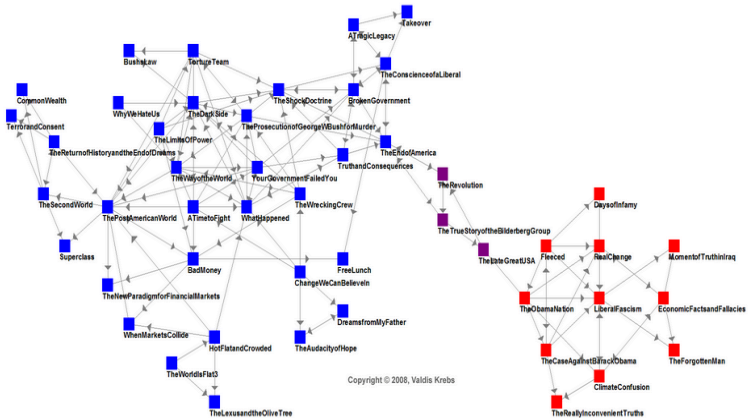 Takeover
ATragicLegacy
BushsLaw
TortureTeam
TheConscienceofaLiberal
CommonWealth
WhyWeHateUs
TheDarkSide
TheShockDoctrine
BrokenGovernment
TerrorandConsent
TheLimitsOfPower
TheProsecutionofGeorgeWBushforMurder
TheReturnofHistoryandtheEndofDreams
TheEndofAmerica
TruthandConsequences
TheWayoftheWorld
YourGovernmentFailedYou
TheRevolution
TheSecondWorld
ThePostAmericanWorld
ATimetoFight
WhatHappened
TheWreckingCrew
DaysofInfamy
TheTrueStoryoftheBilderbergGroup
Superclass
BadMoney
FreeLunch
TheLateGreatUSA
Fleeced
RealChange
MomentofTruthinIraq
ChangeWeCanBelieveIn
TheNewParadigmforFinancialMarkets
TheObamaNation
LiberalFascism
EconomicFactsandFallacies
DreamsfromMyFather
WhenMarketsCollide
HotFlatandCrowded
TheAudacityofHope
TheCaseAgainstBarackObama
TheForgottenMan
TheWorldIsFlat3
Copyright © 2008, Valdis Krebs
ClimateConfusion
TheLexusandtheOliveTree
TheReallyInconvenientTruths